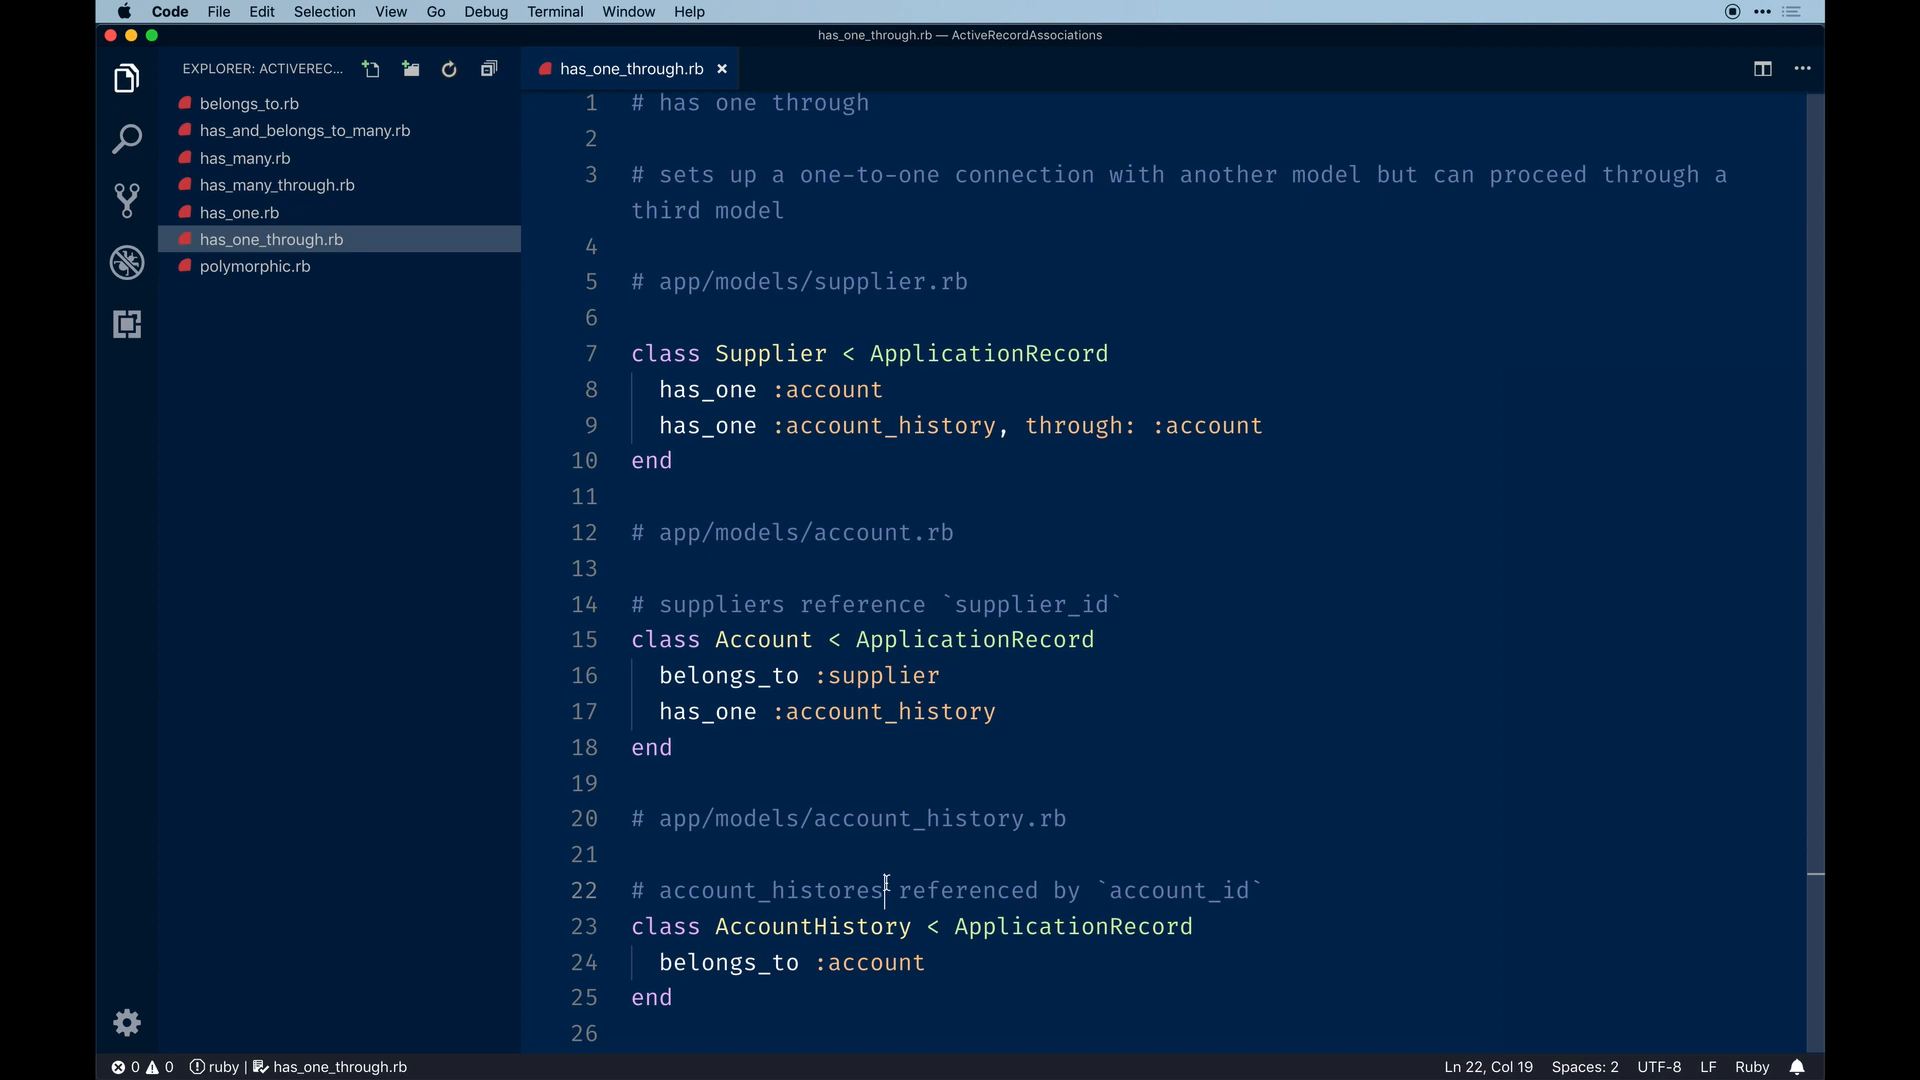 Code File Edit Selection View Go Debug Terminal Window Help
has_one_through.rb — ActiveRecordAssociations
EXPLORER: ACTIVEREC...
belongs_to.rb
has_and_belongs_to_many.rb
has_many.rb
has_many_through.rb
has_one.rb
has_one_through.rb
polymorphic.rb
has_one_through.rb
1 # has one through
2
3 # sets up a one-to-one connection with another model but can proceed through a
third model
4
5 # app/models/supplier.rb
6
7 class Supplier < ApplicationRecord
8 has_one :account
9 has_one :account_history, through: :account
10 end
11
12 # app/models/account.rb
13
14 # suppliers reference `supplier_id`
15 class Account < ApplicationRecord
16 belongs_to :supplier
17 has_one :account_history
18 end
19
20 # app/models/account_history.rb
21
22 # account_histores referenced by `account_id`
23 class AccountHistory < ApplicationRecord
24 belongs_to :account
25 end
26
0 0 ruby has_one_through.rb Ln 22, Col 19 Spaces: 2 UTF-8 LF Ruby